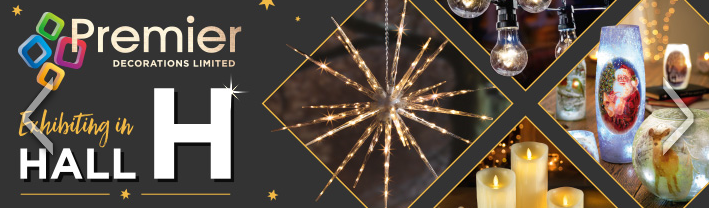 Premier
DECORATIONS LIMITED
Exhibiting in
HALL H